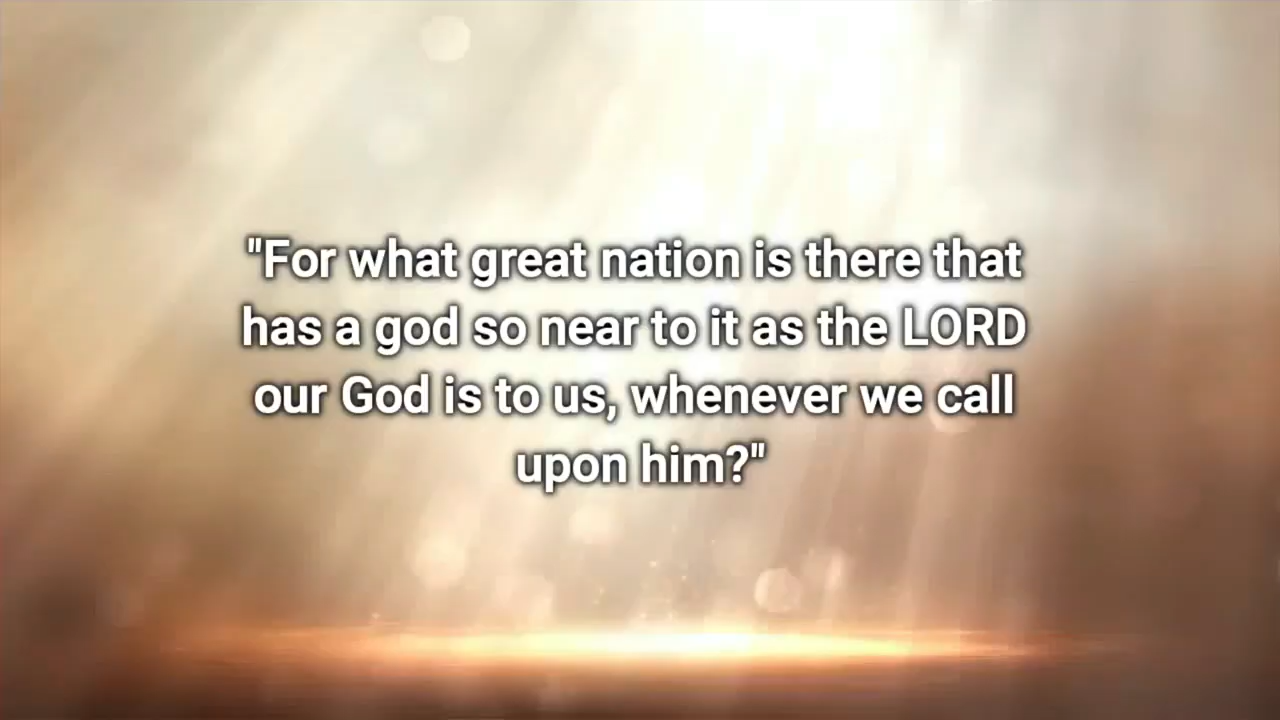 "For what great nation is there that
has a god so near to it as the LORD
our God is to us, whenever we call
upon him?"